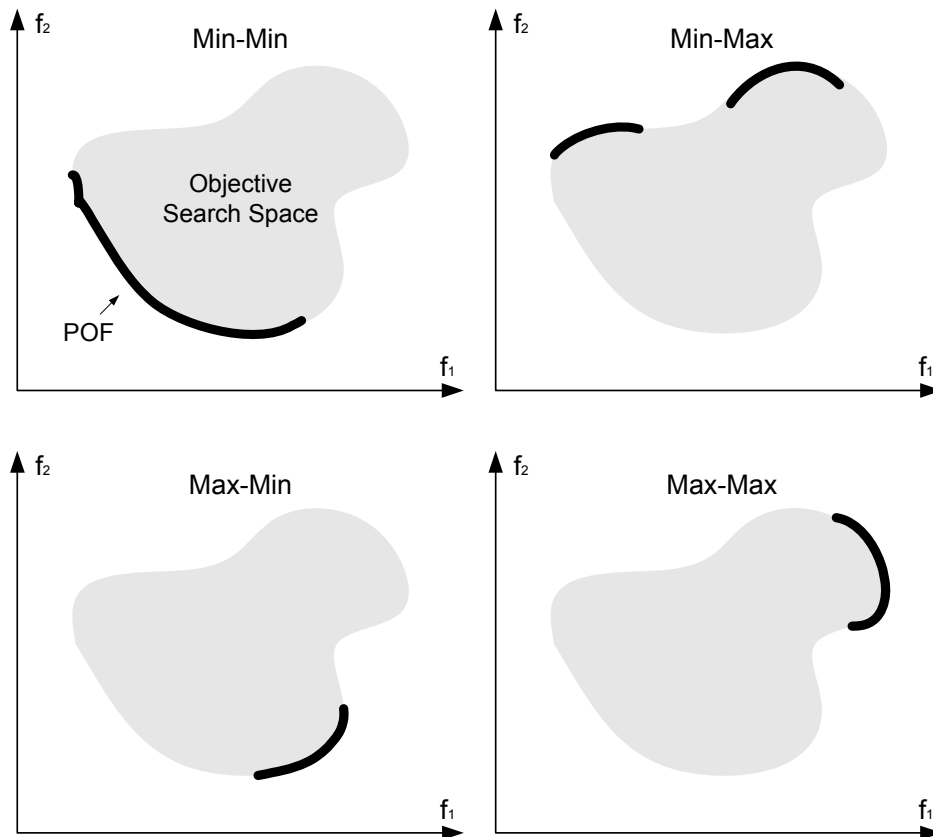 f₂
Min-Min
Objective
Search Space
POF
f₁
f₂
Min-Max
f₁
f₂
Max-Min
f₁
f₂
Max-Max
f₁